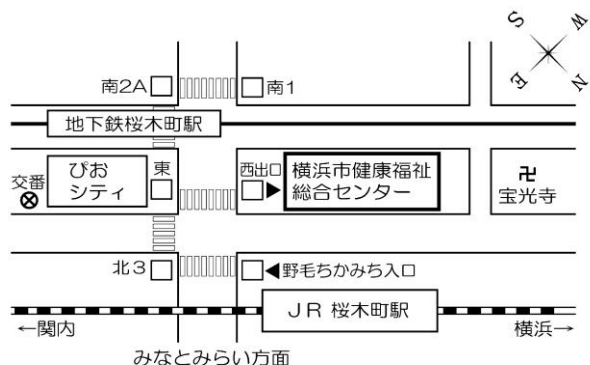 S
W
E
N
南2A
南1
地下鉄桜木町駅
交番
ぴお
シティ
東
西出口
横浜市健康福祉
総合センター
卍
宝光寺
北3
◀野毛ちかみち入口
JR 桜木町駅
←関内
横浜→
みなとみらい方面